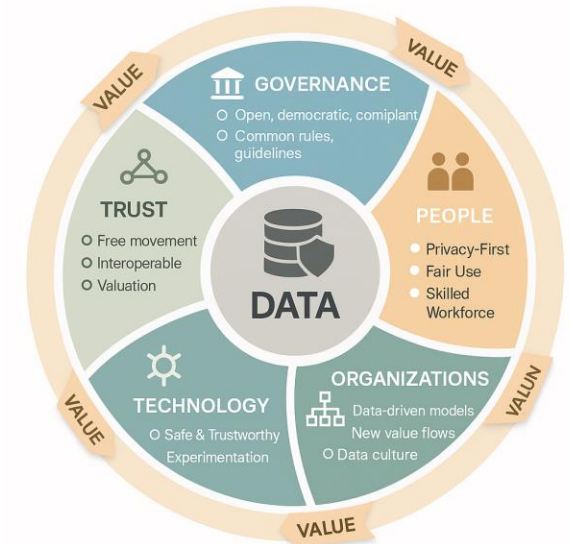 VALUE
VALUE
GOVERNANCE
Open, democratic, comiplant
Common rules,
guidelines
TRUST
Free movement
Interoperable
Valuation
PEOPLE
Privacy-First
Fair Use
Skilled
Workforce
DATA
TECHNOLOGY
Safe & Trustworthy
Experimentation
ORGANIZATIONS
Data-driven models
New value flows
Data culture
VALUE
VALUN
VALUE